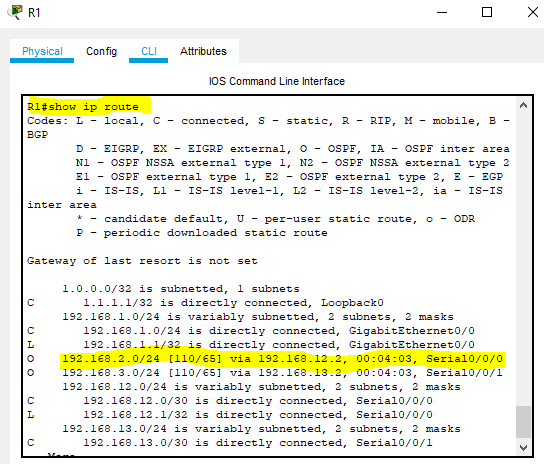 R1
Physical Config CLI Attributes
IOS Command Line Interface
R1#show ip route
Codes: L - local, C - connected, S - static, R - RIP, M - mobile, B -
BGP
D - EIGRP, EX - EIGRP external, O - OSPF, IA - OSPF inter area
N1 - OSPF NSSA external type 1, N2 - OSPF NSSA external type 2
E1 - OSPF external type 1, E2 - OSPF external type 2, E - EGP
i - IS-IS, L1 - IS-IS level-1, L2 - IS-IS level-2, ia - IS-IS
inter area
* - candidate default, U - per-user static route, o - ODR
P - periodic downloaded static route
Gateway of last resort is not set
1.0.0.0/32 is subnetted, 1 subnets
C 1.1.1.1/32 is directly connected, Loopback0
192.168.1.0/24 is variably subnetted, 2 subnets, 2 masks
C 192.168.1.0/24 is directly connected, GigabitEthernet0/0
L 192.168.1.1/32 is directly connected, GigabitEthernet0/0
O 192.168.2.0/24 [110/65] via 192.168.12.2, 00:04:03, Serial0/0/0
O 192.168.3.0/24 [110/65] via 192.168.13.2, 00:04:03, Serial0/0/1
192.168.12.0/24 is variably subnetted, 2 subnets, 2 masks
C 192.168.12.0/30 is directly connected, Serial0/0/0
L 192.168.12.1/32 is directly connected, Serial0/0/0
192.168.13.0/24 is variably subnetted, 2 subnets, 2 masks
C 192.168.13.0/30 is directly connected, Serial0/0/1